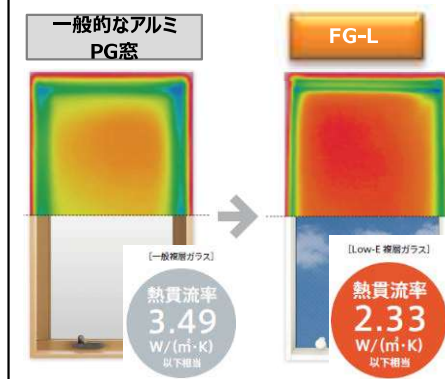 一般的なアルミ
PG窓
FG-L
[一般複層ガラス]
熱貫流率
3.49
W/(㎡･K)
以下相当
[Low-E 複層ガラス]
熱貫流率
2.33
W/(㎡･K)
以下相当